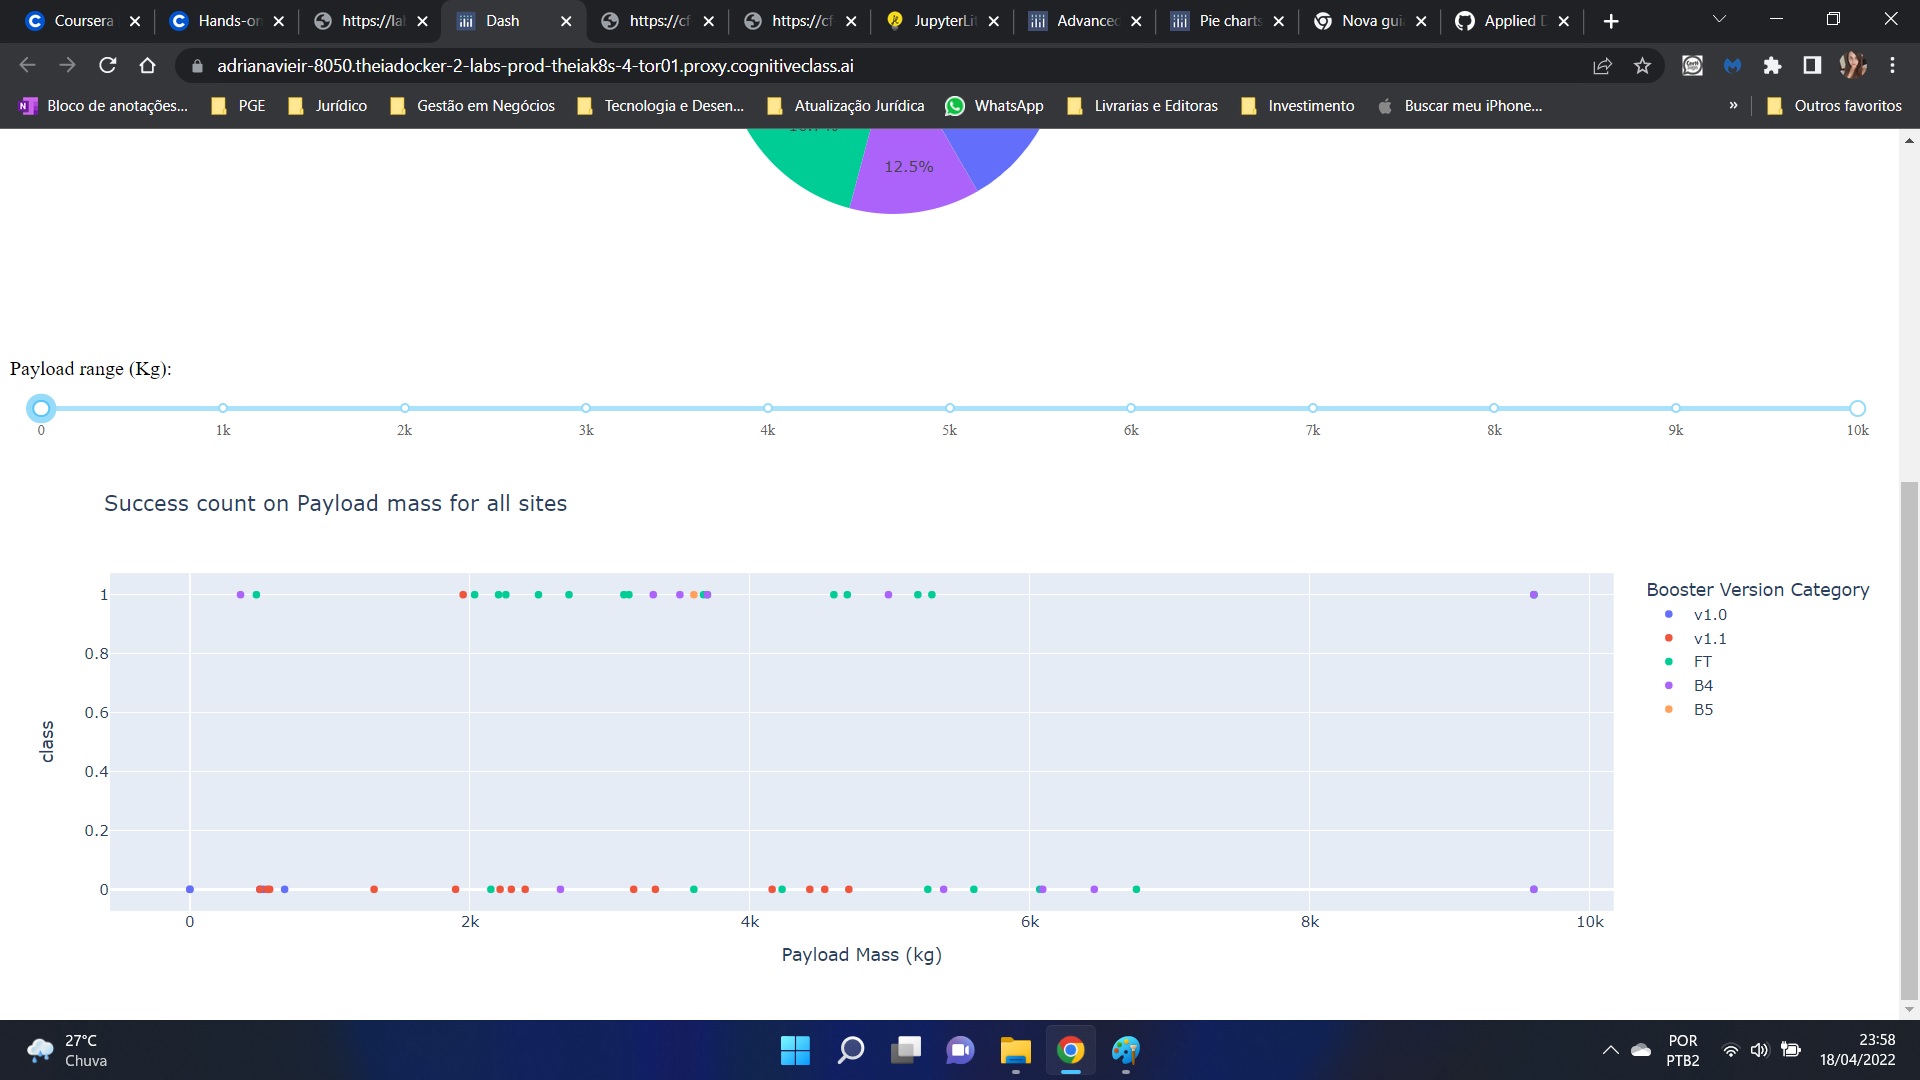 Coursera
Hands-on
https://lal
Dash
https://cf
https://cf
JupyterLit
Advanced
Pie charts
Nova gui
Applied D
adrianavieir-8050.theiadocker-2-labs-prod-theiak8s-4-tor01.proxy.cognitiveclass.ai
Bloco de anotações...
PGE
Jurídico
Gestão em Negócios
Tecnologia e Desen...
Atualização Jurídica
WhatsApp
Livrarias e Editoras
Investimento
Buscar meu iPhone...
»
Outros favoritos
12.5%
Payload range (Kg):
0 1k 2k 3k 4k 5k 6k 7k 8k 9k 10k
Success count on Payload mass for all sites
Booster Version Category
v1.0
v1.1
FT
B4
B5
class
1
0.8
0.6
0.4
0.2
0
0 2k 4k 6k 8k 10k
Payload Mass (kg)
27°C
Chuva
POR
PTB2
23:58
18/04/2022